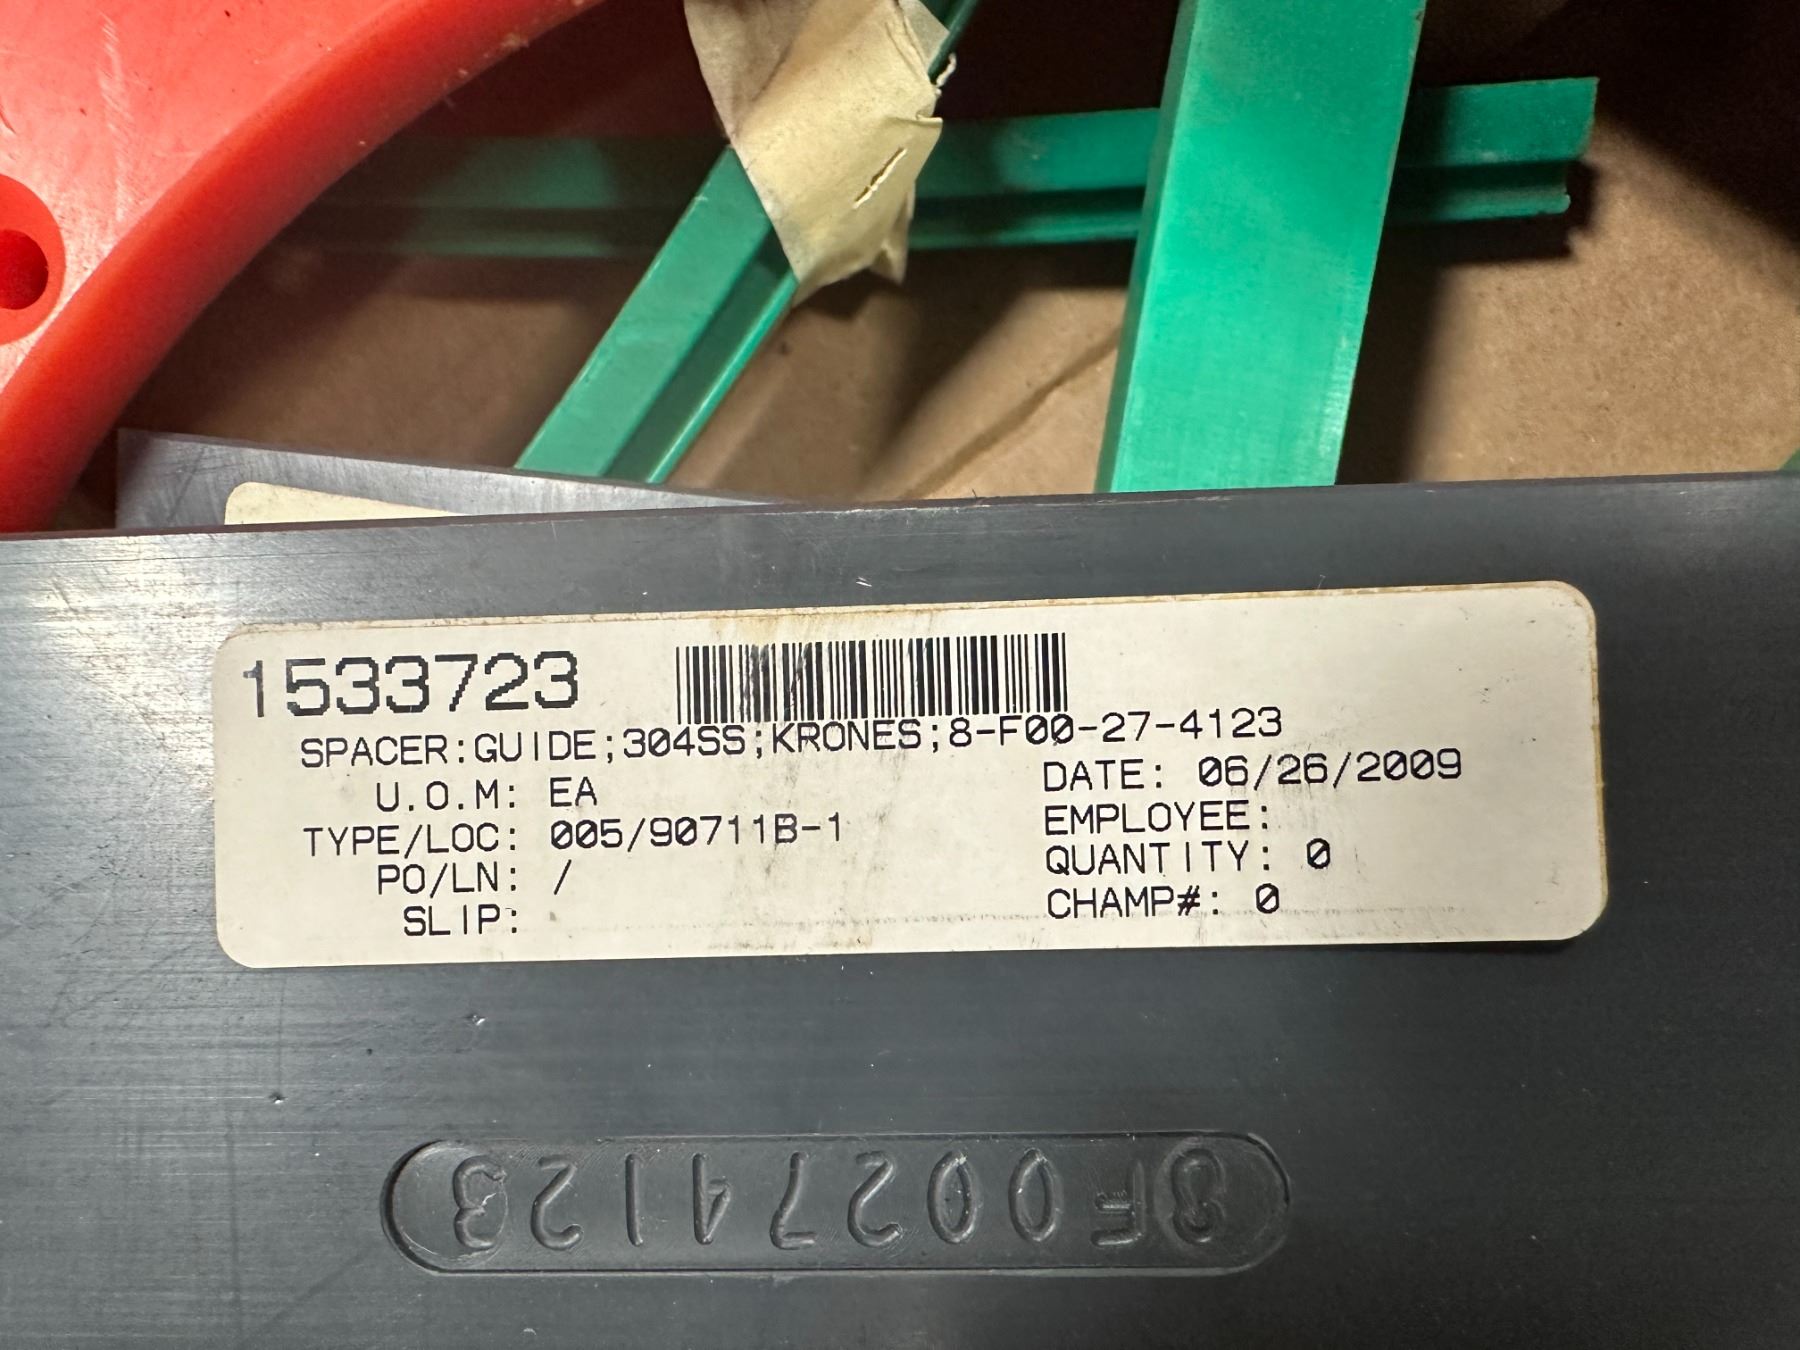 1533723
SPACER:GUIDE;304SS;KRONES;8-F00-27-4123
U.O.M: EA
DATE: 06/26/2009
TYPE/LOC: 005/90711B-1
EMPLOYEE:
PO/LN: /
QUANTITY: 0
SLIP:
CHAMP#: 0
8F00274123